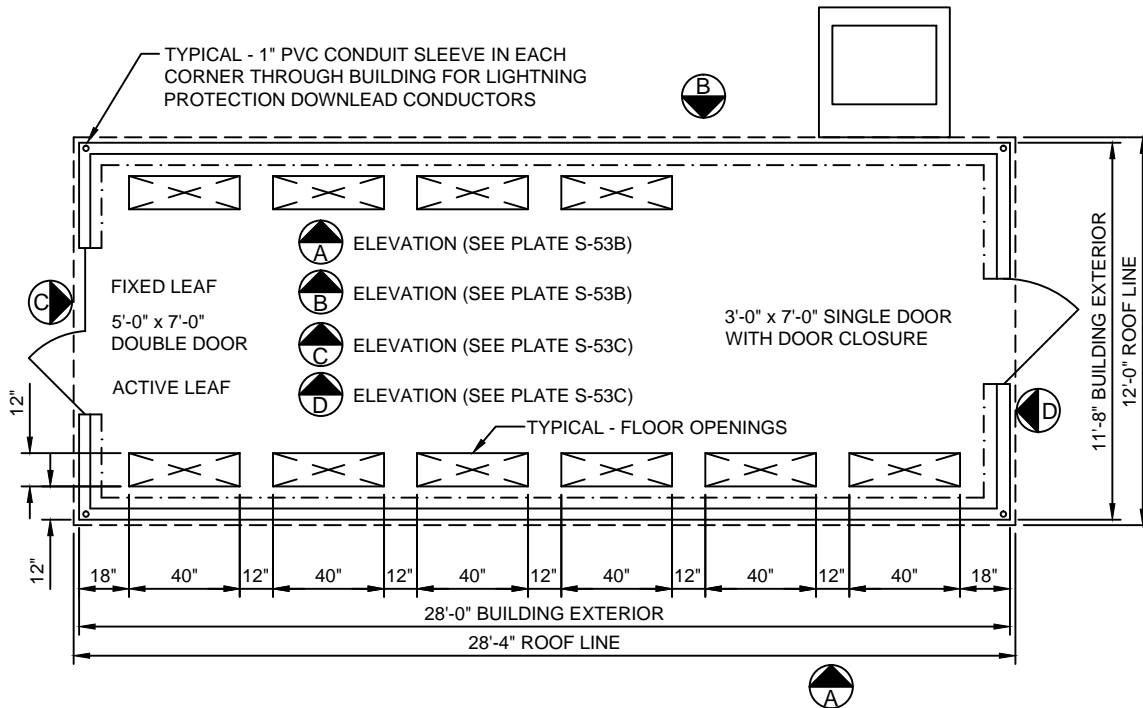 TYPICAL - 1" PVC CONDUIT SLEEVE IN EACH
CORNER THROUGH BUILDING FOR LIGHTNING
PROTECTION DOWNLEAD CONDUCTORS
B
A ELEVATION (SEE PLATE S-53B)
B ELEVATION (SEE PLATE S-53B)
C ELEVATION (SEE PLATE S-53C)
D ELEVATION (SEE PLATE S-53C)
C
FIXED LEAF
5'-0" x 7'-0"
DOUBLE DOOR
ACTIVE LEAF
3'-0" x 7'-0" SINGLE DOOR
WITH DOOR CLOSURE
D
11'-8" BUILDING EXTERIOR
12'-0" ROOF LINE
TYPICAL - FLOOR OPENINGS
12"
12"
18" 40" 12" 40" 12" 40" 12" 40" 12" 40" 12" 40" 18"
28'-0" BUILDING EXTERIOR
28'-4" ROOF LINE
A